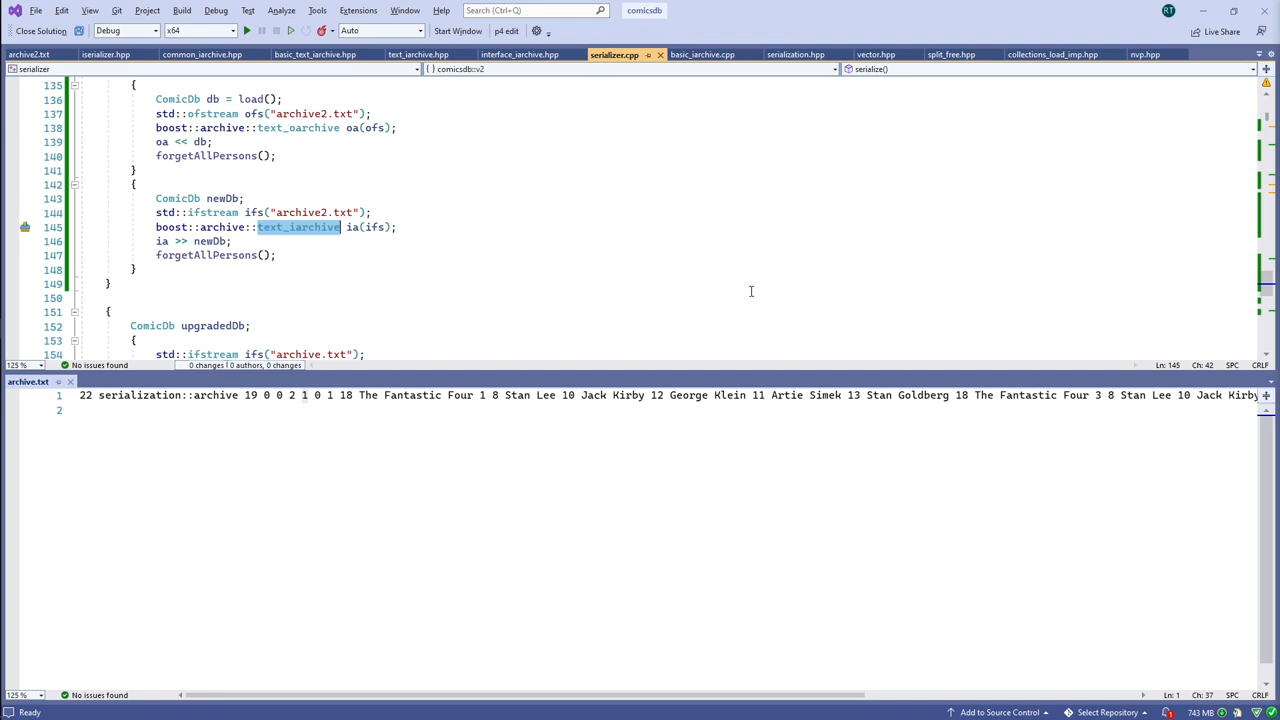 File Edit View Git Project Build Debug Test Analyze Tools Extensions Window Help Search (Ctrl+Q) comicsdb RT
Close Solution Debug x64 Auto Start Window p4 edit Live Share
archive2.txt iserializer.hpp common_iarchive.hpp basic_text_iarchive.hpp text_iarchive.hpp interface_iarchive.hpp serializer.cpp basic_iarchive.cpp serialization.hpp vector.hpp split_free.hpp collections_load_imp.hpp nvp.hpp
serializer { } comicsdb::v2 serialize()
135 {
136 ComicDb db = load();
137 std::ofstream ofs("archive2.txt");
138 boost::archive::text_oarchive oa(ofs);
139 oa << db;
140 forgetAllPersons();
141 }
142 {
143 ComicDb newDb;
144 std::ifstream ifs("archive2.txt");
145 boost::archive::text_iarchive ia(ifs);
146 ia >> newDb;
147 forgetAllPersons();
148 }
149 }
150
151 {
152 ComicDb upgradedDb;
153 {
154 std::ifstream ifs("archive.txt");
125 % No issues found 0 changes | 0 authors, 0 changes Ln: 145 Ch: 42 SPC CRLF
archive.txt
1 22 serialization::archive 19 0 0 2 1 0 1 18 The Fantastic Four 1 8 Stan Lee 10 Jack Kirby 12 George Klein 11 Artie Simek 13 Stan Goldberg 18 The Fantastic Four 3 8 Stan Lee 10 Jack Kirby
2
125 % No issues found Ln: 1 Ch: 37 SPC CRLF
Ready Add to Source Control Select Repository 1 743 MB